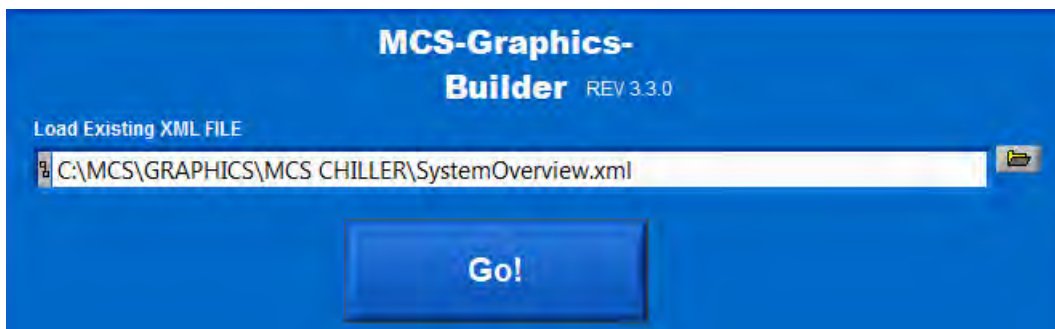 MCS-Graphics-
Builder REV 3.3.0
Load Existing XML FILE
C:\MCS\GRAPHICS\MCS CHILLER\SystemOverview.xml
Go!